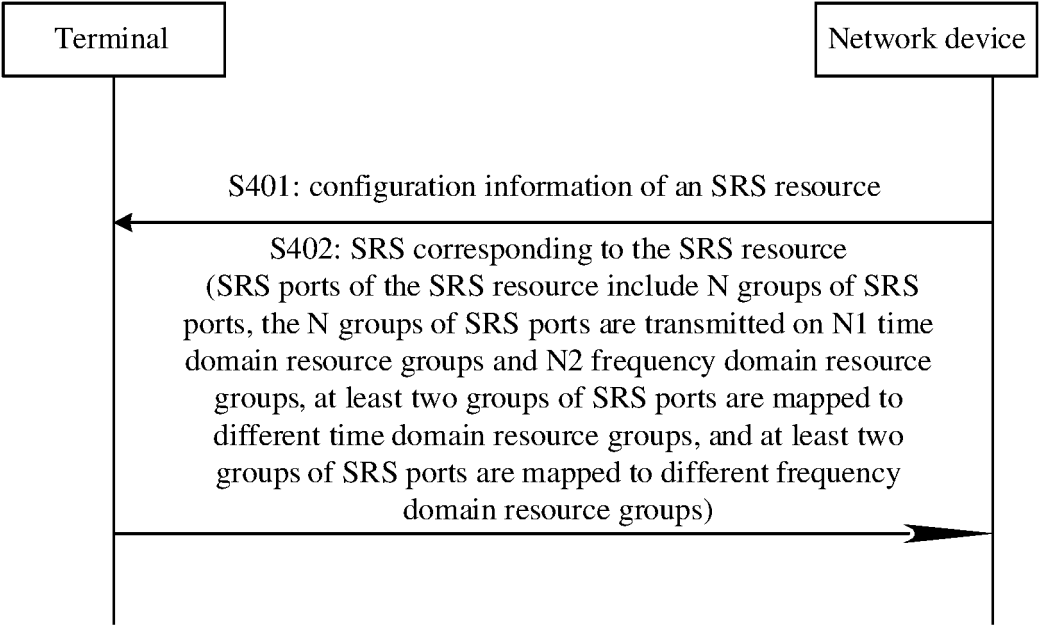 Terminal
Network device
S401: configuration information of an SRS resource
S402: SRS corresponding to the SRS resource
(SRS ports of the SRS resource include N groups of SRS
ports, the N groups of SRS ports are transmitted on N1 time
domain resource groups and N2 frequency domain resource
groups, at least two groups of SRS ports are mapped to
different time domain resource groups, and at least two
groups of SRS ports are mapped to different frequency
domain resource groups)